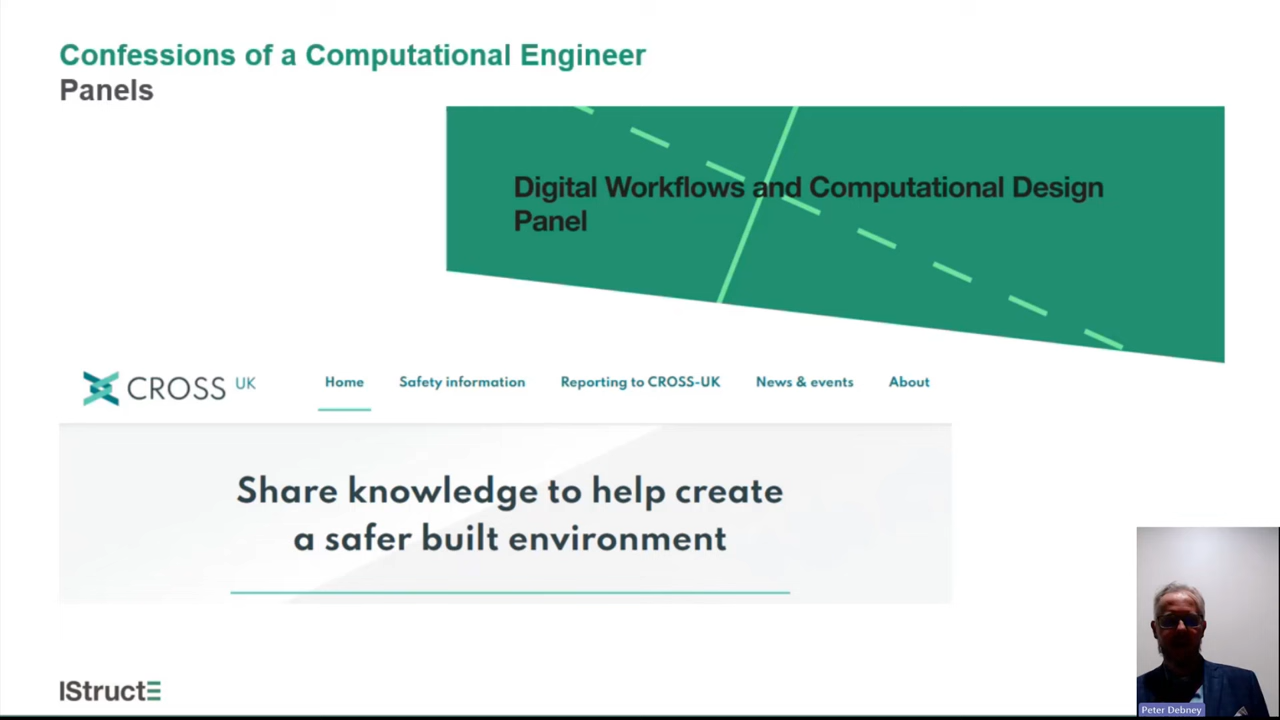 Confessions of a Computational Engineer
Panels
Digital Workflows and Computational Design
Panel
CROSS UK
Home Safety information Reporting to CROSS-UK News & events About
Share knowledge to help create
a safer built environment
IStructE
Peter Debney